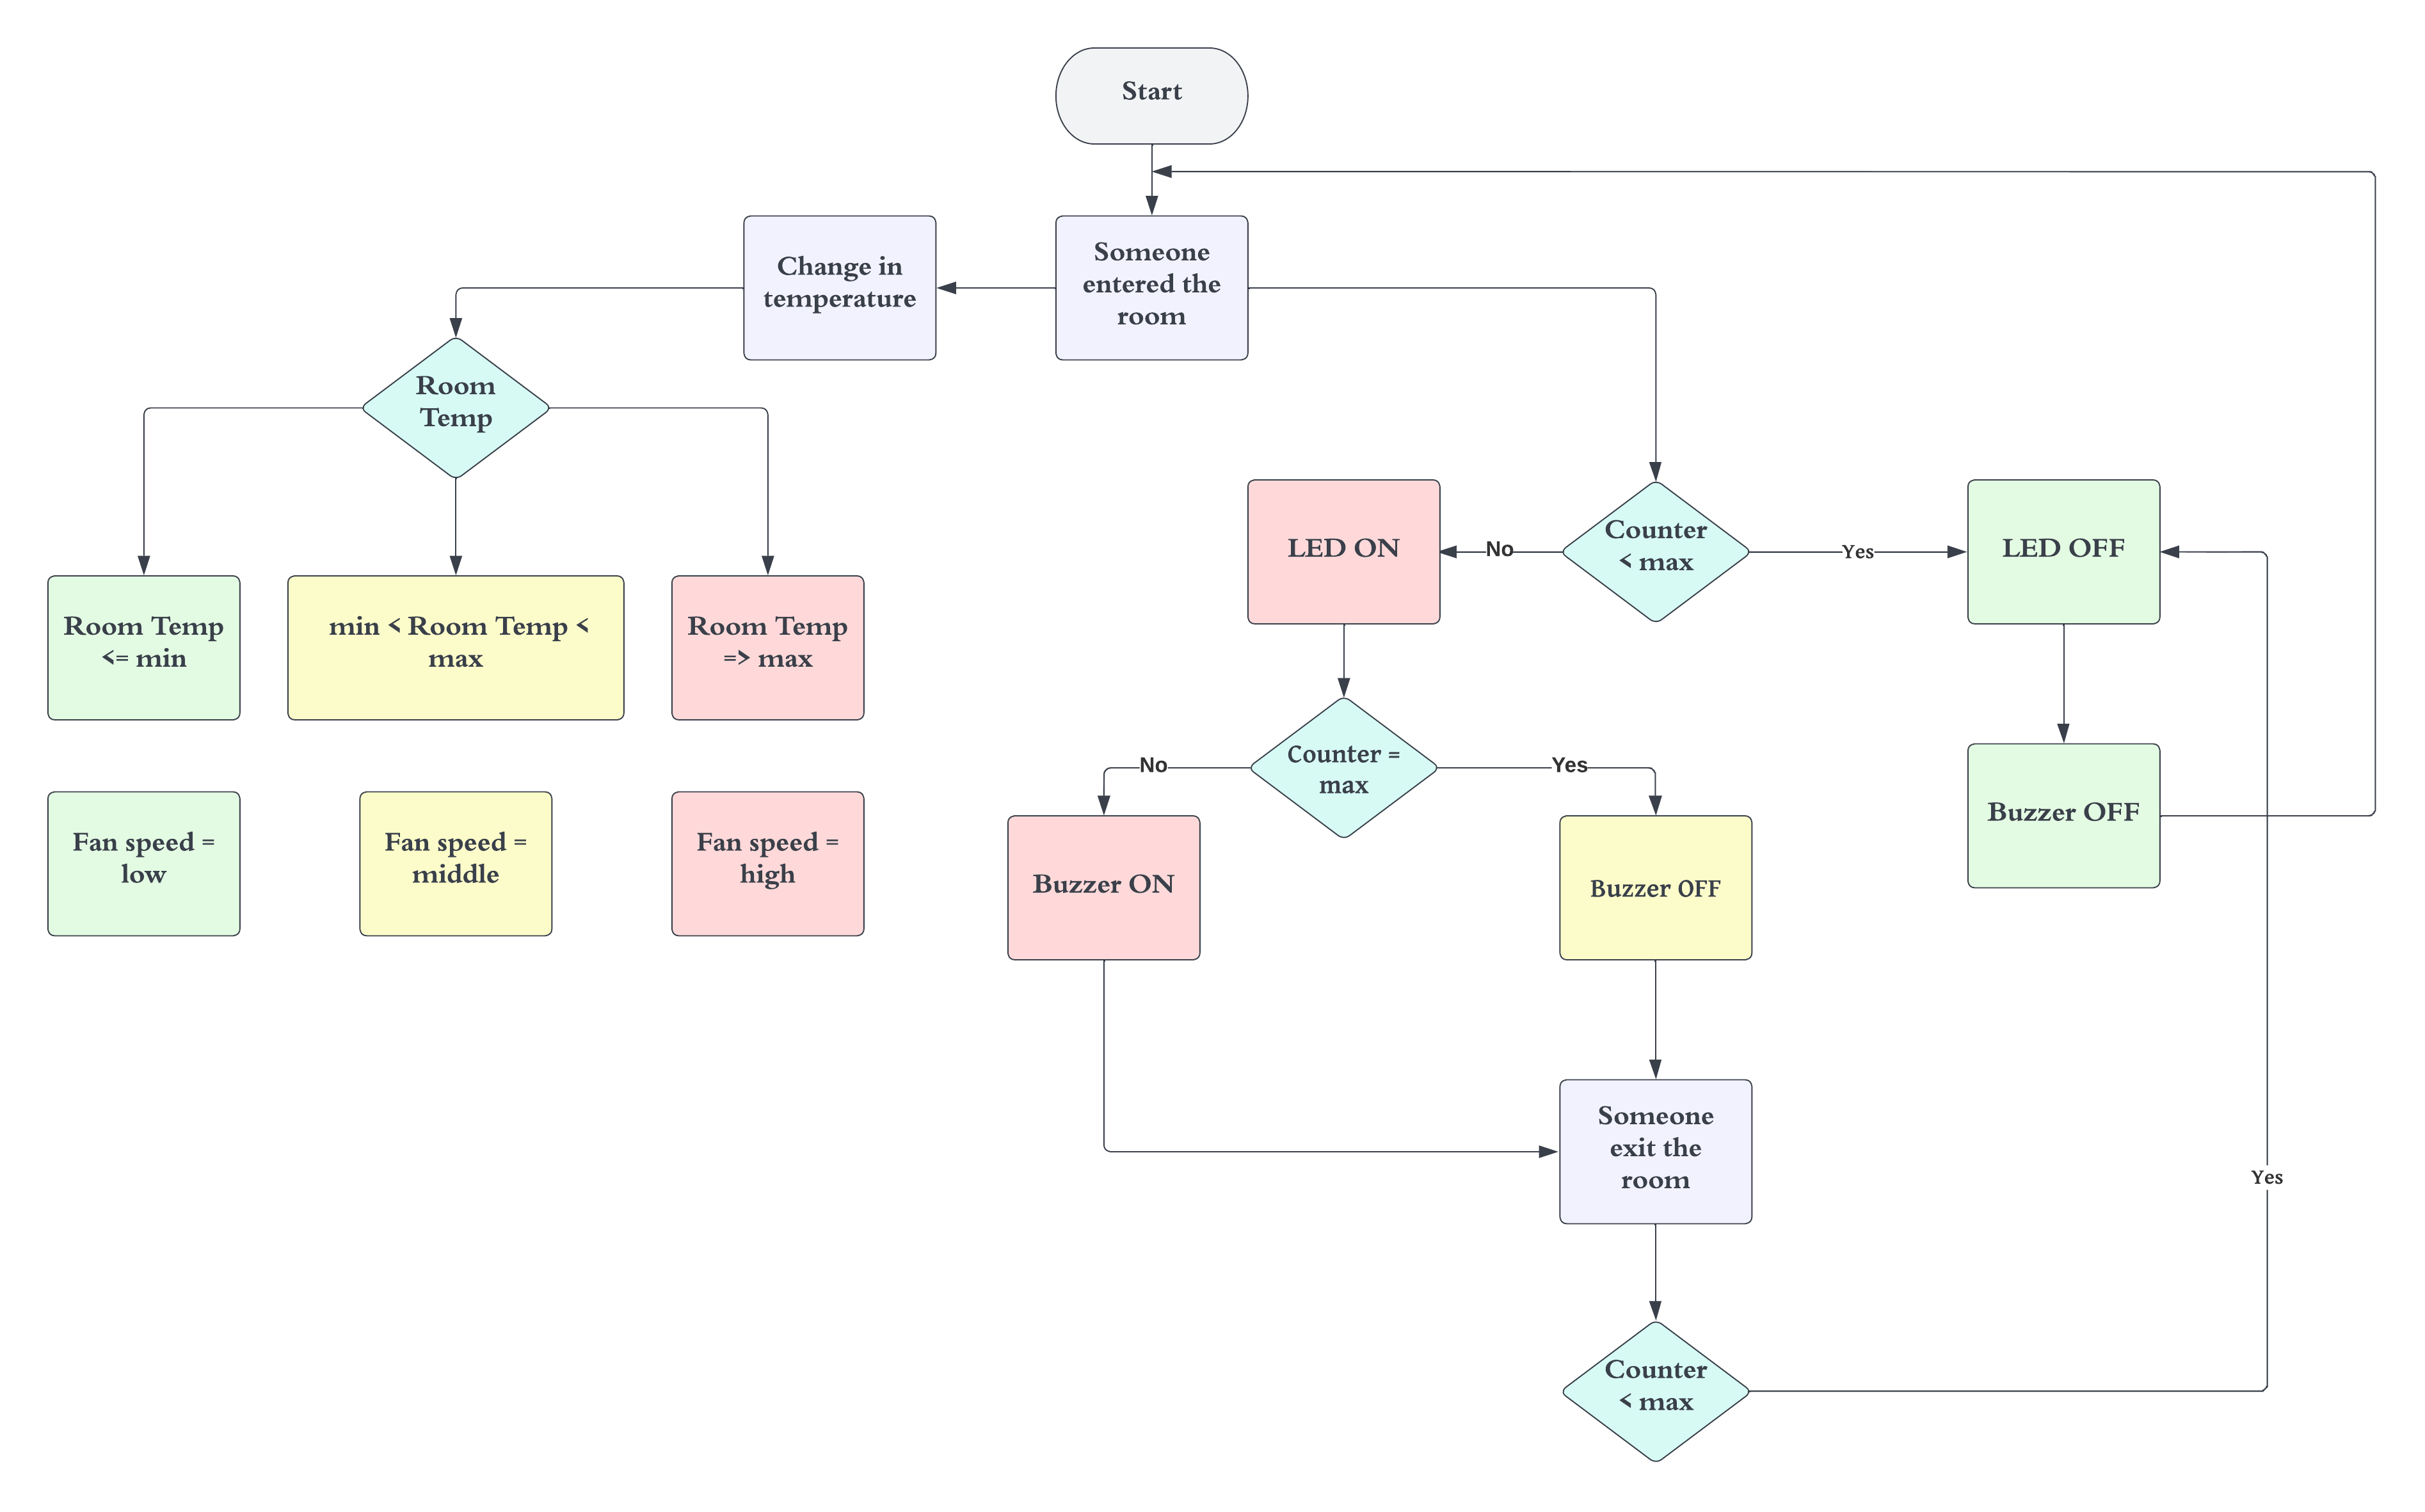 Start
Change in
temperature
Someone
entered the
room
Room
Temp
LED ON
No
Counter
< max
Yes
LED OFF
Room Temp
<= min
min < Room Temp <
max
Room Temp
=> max
No
Counter =
max
Yes
Buzzer OFF
Fan speed =
low
Fan speed =
middle
Fan speed =
high
Buzzer ON
Buzzer OFF
Someone
exit the
room
Yes
Counter
< max